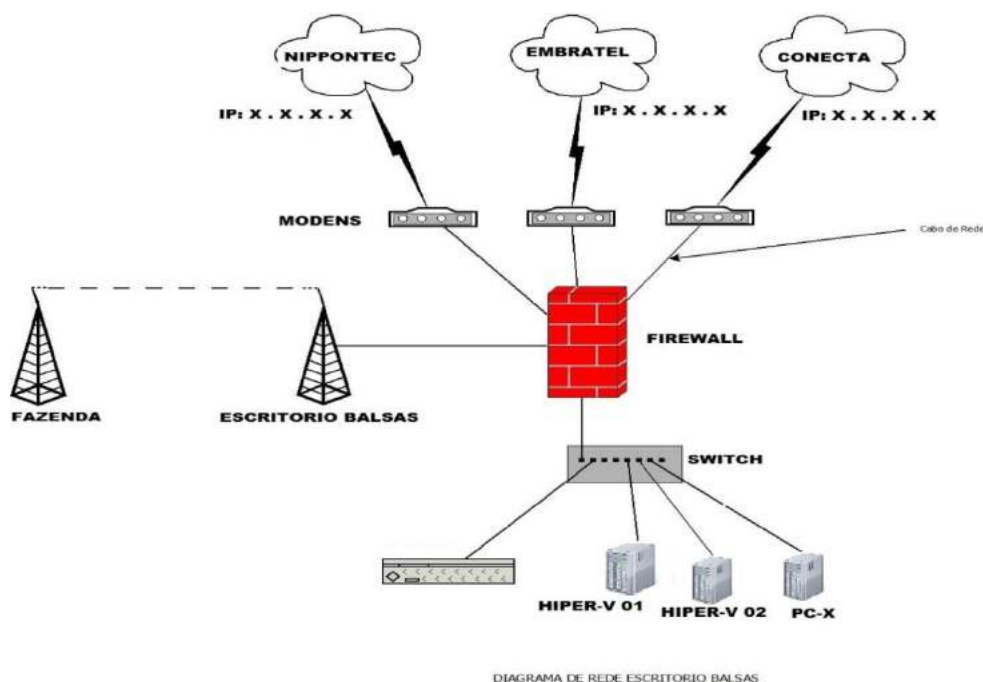 NIPPONTEC
EMBRATEL
CONECTA
IP: X . X . X . X
IP: X . X . X . X
IP: X . X . X . X
MODENS
Cabo de Rede
FIREWALL
FAZENDA
ESCRITORIO BALSAS
SWITCH
HIPER-V 01
HIPER-V 02
PC-X
DIAGRAMA DE REDE ESCRITORIO BALSAS